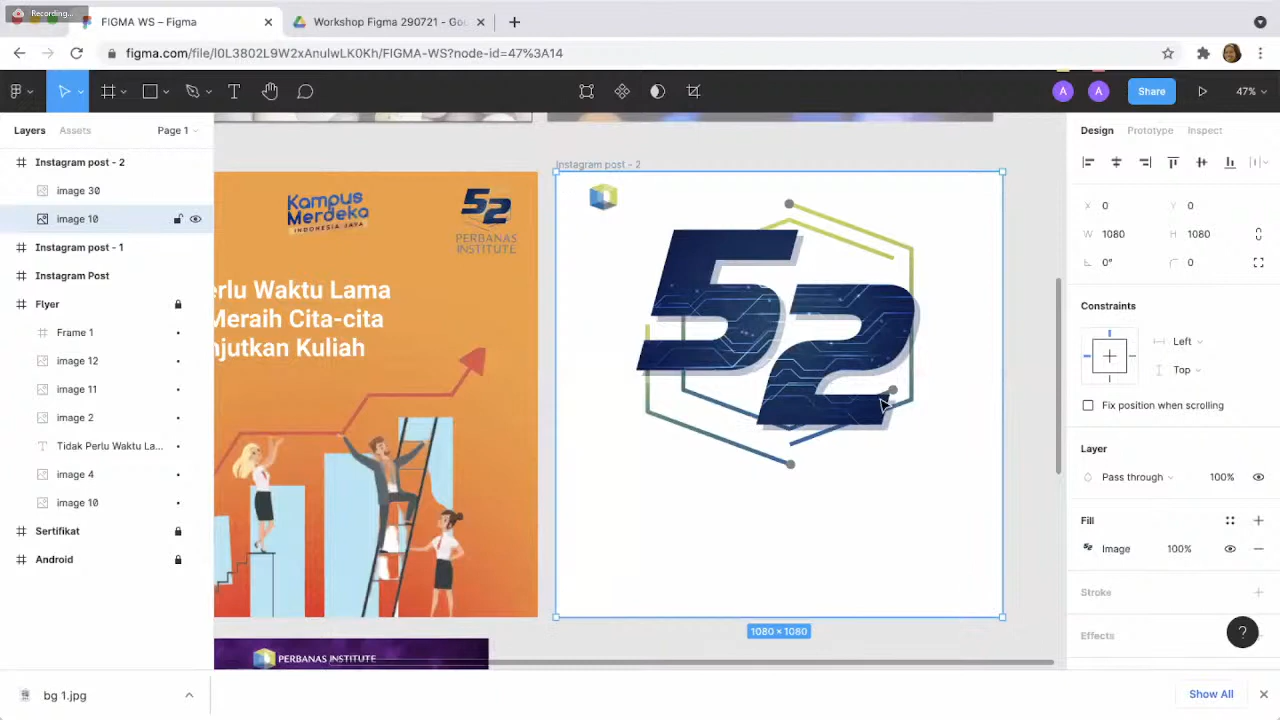 Recording...
FIGMA WS – Figma
Workshop Figma 290721 - Go
figma.com/file/l0L3802L9W2xAnulwLK0Kh/FIGMA-WS?node-id=47%3A14
A
A
Share
47%
Layers
Assets
Page 1
Instagram post - 2
image 30
image 10
Instagram post - 1
Instagram Post
Flyer
Frame 1
image 12
image 11
image 2
Tidak Perlu Waktu La...
image 4
image 10
Sertifikat
Android
Instagram post - 2
Kampus
Merdeka
INDONESIA JAYA
52
PERBANAS
INSTITUTE
erlu Waktu Lama
Meraih Cita-cita
njutkan Kuliah
52
1080 × 1080
PERBANAS INSTITUTE
Design
Prototype
Inspect
X 0
Y 0
W 1080
H 1080
0°
0
Constraints
Left
Top
Fix position when scrolling
Layer
Pass through
100%
Fill
Image
100%
Stroke
Effects
?
bg 1.jpg
Show All